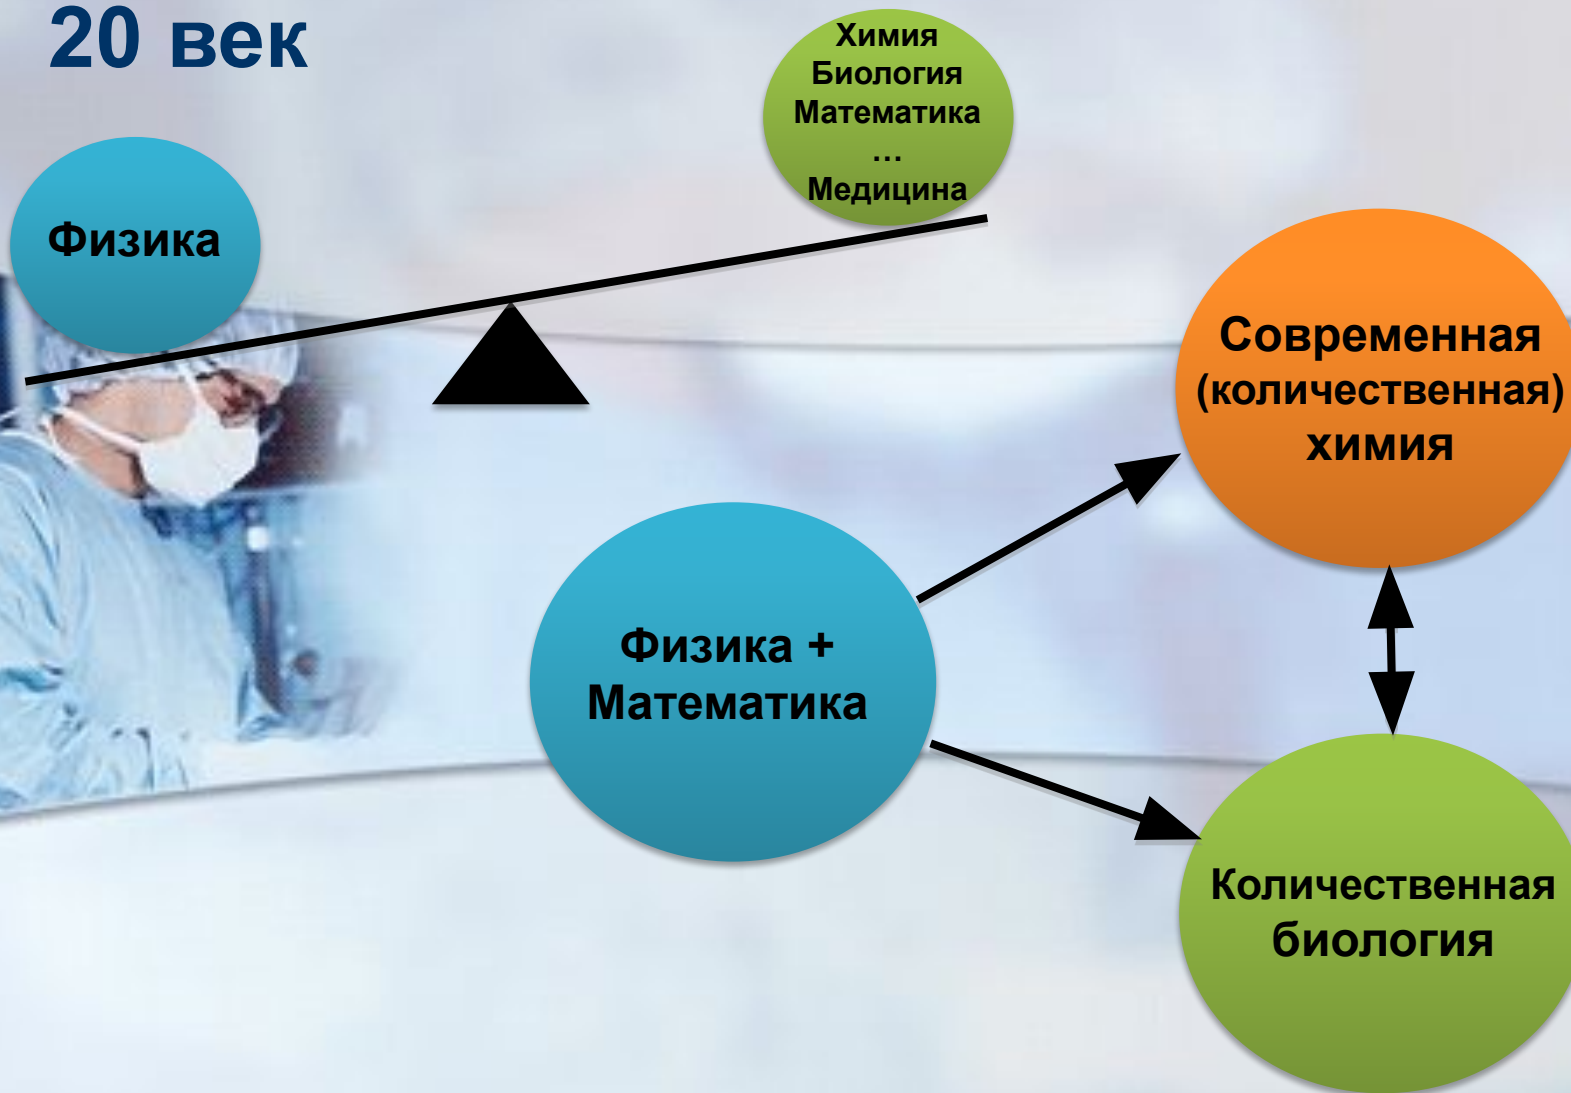 20 век
Физика
Химия
Биология
Математика
...
Медицина
Современная
(количественная)
химия
Физика +
Математика
Количественная
биология